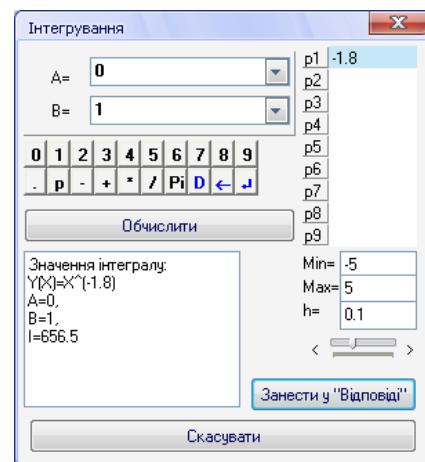 Інтегрування
A= 0
B= 1
0 1 2 3 4 5 6 7 8 9
. p - + * / Pi D ← ↲
Обчислити
Значення інтегралу:
Y(X)=X^(-1.8)
A=0,
B=1,
I=656.5
p1 -1.8
p2
p3
p4
p5
p6
p7
p8
p9
Min= -5
Max= 5
h= 0.1
< >
Занести у "Відповіді"
Скасувати